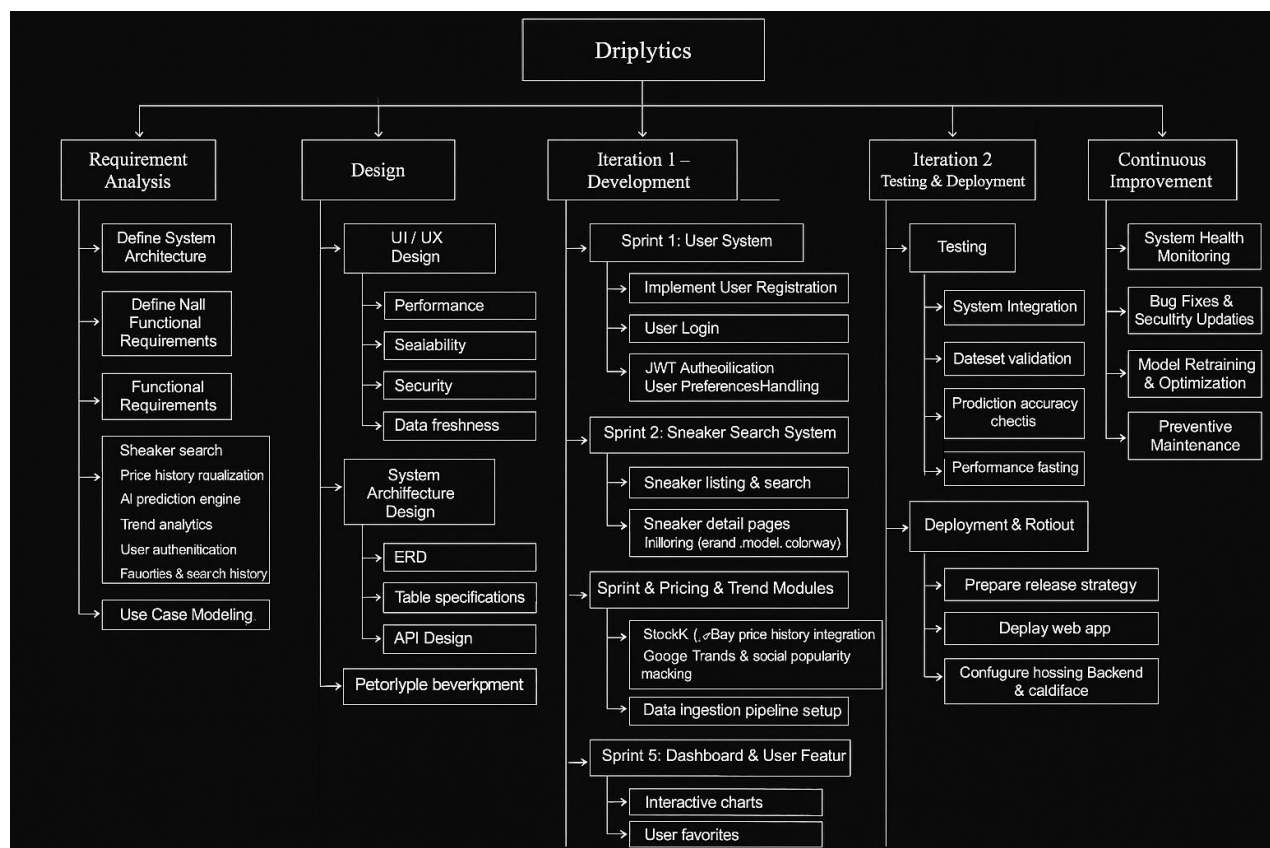 Driplytics
Requirement
Analysis
Define System
Architecture
Define Nall
Functional
Requirements
Functional
Requirements
Sheaker search
Price history rqualization
AI prediction engine
Trend analytics
User authenitication
Fauorties & search history
Use Case Modeling.
Design
UI / UX
Design
Performance
Sealability
Security
Data freshness
System
Archiffecture
Design
ERD
Table specifications
API Design
Petorlyple beverkpment
Iteration 1 –
Development
Sprint 1: User System
Implement User Registration
User Login
JWT Autheoilication
User PreferencesHandling
Sprint 2: Sneaker Search System
Sneaker listing & search
Sneaker detail pages
Inilloring (erand .model. colorway)
Sprint & Pricing & Trend Modules
StockK ( Bay price history integration
Googe Trands & social popularity
macking
Data ingestion pipeline setup
Sprint 5: Dashboard & User Featur
Interactive charts
User favorites
Iteration 2
Testing & Deployment
Testing
System Integration
Dateset validation
Prodiction accuracy
chectis
Performance fasting
Deployment & Rotiout
Prepare release strategy
Deplay web app
Confugure hossing Backend
& caldiface
Continuous
Improvement
System Health
Monitoring
Bug Fixes &
Seculfrty Updaties
Model Retraining
& Optimization
Preventive
Maintenance